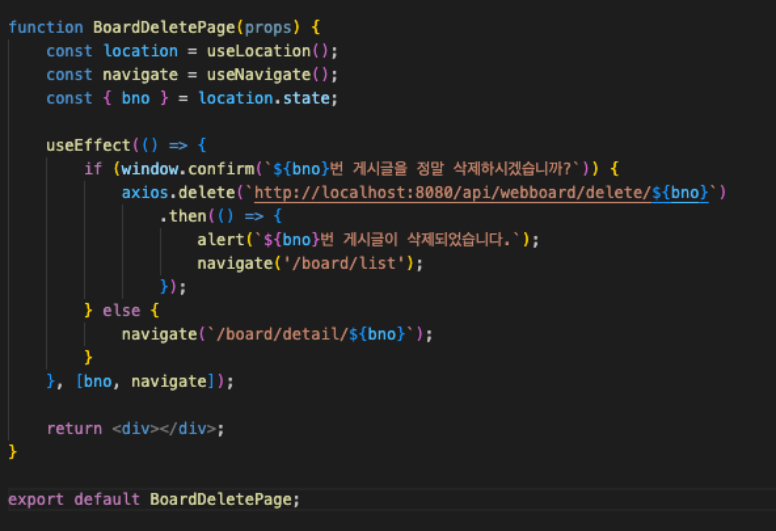 function BoardDeletePage(props) {
    const location = useLocation();
    const navigate = useNavigate();
    const { bno } = location.state;

    useEffect(() => {
        if (window.confirm(`${bno}번 게시글을 정말 삭제하시겠습니까?`)) {
            axios.delete(`http://localhost:8080/api/webboard/delete/${bno}`)
                .then(() => {
                    alert(`${bno}번 게시글이 삭제되었습니다.`);
                    navigate('/board/list');
                });
        } else {
            navigate(`/board/detail/${bno}`);
        }
    }, [bno, navigate]);

    return <div></div>;
}

export default BoardDeletePage;